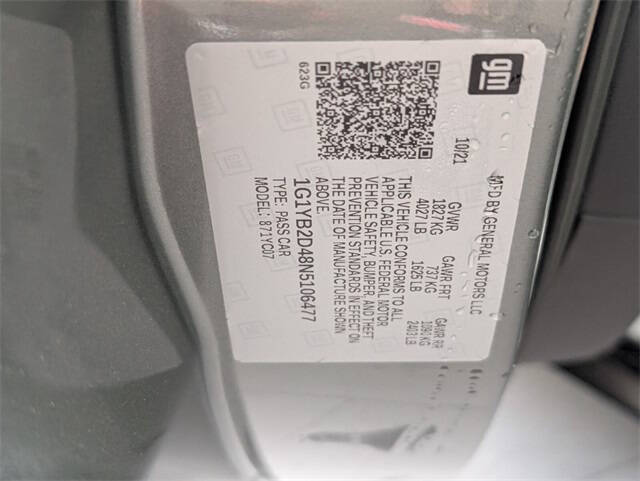 gm
MFD BY GENERAL MOTORS LLC
10/21 GVWR GAWR FRT GAWR RR
1827 KG 737 KG 1090 KG
4027 LB 1625 LB 2403 LB
THIS VEHICLE CONFORMS TO ALL
APPLICABLE U.S. FEDERAL MOTOR
VEHICLE SAFETY, BUMPER, AND THEFT
PREVENTION STANDARDS IN EFFECT ON
THE DATE OF MANUFACTURE SHOWN
ABOVE.
1G1YB2D48N5106477
TYPE: PASS CAR
MODEL: 871YC07
623G